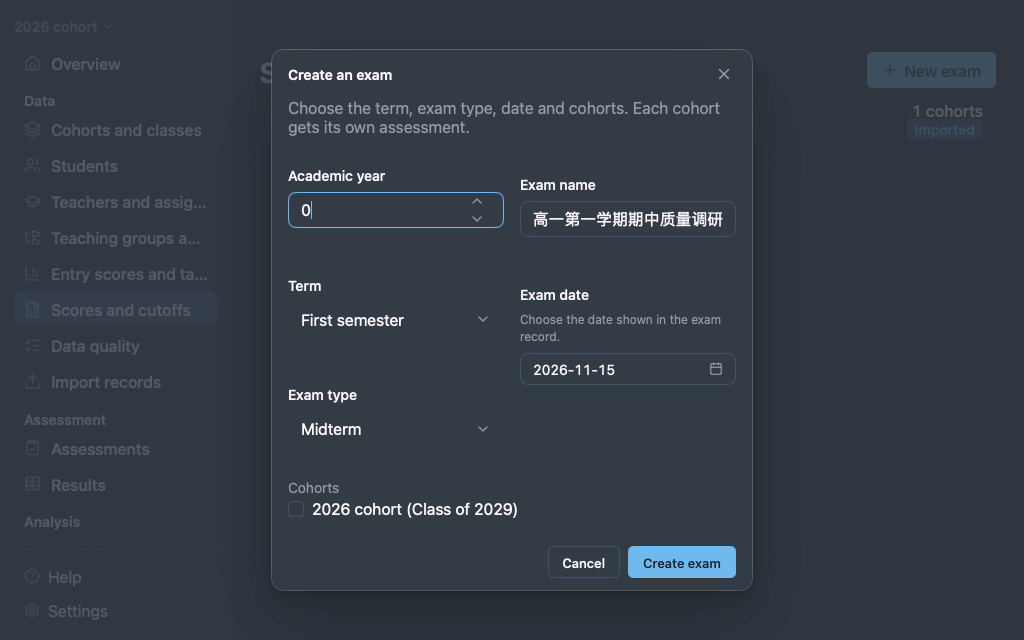 2026 cohort
Overview
Data
Cohorts and classes
Students
Teachers and assig...
Teaching groups a...
Entry scores and ta...
Scores and cutoffs
Data quality
Import records
Assessment
Assessments
Results
Analysis
Help
Settings
S
New exam
1 cohorts
Imported
Create an exam
Choose the term, exam type, date and cohorts. Each cohort
gets its own assessment.
Academic year
0
Exam name
高一第一学期期中质量调研
Term
First semester
Exam date
Choose the date shown in the exam
record.
2026-11-15
Exam type
Midterm
Cohorts
2026 cohort (Class of 2029)
Cancel
Create exam